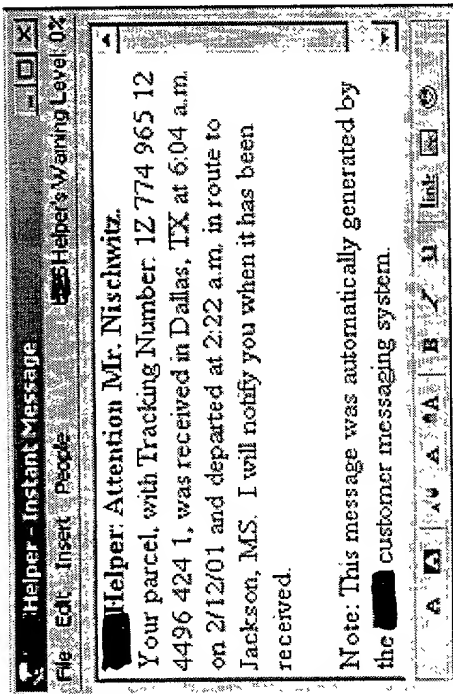 Helper - Instant Message
File Edit Insert People Helper's Warning Level: 0%
Helper: Attention Mr. Nischwitz.
Your parcel, with Tracking Number: 1Z 774 965 12
4496 424 1, was received in Dallas, TX at 6:04 a.m.
on 2/12/01 and departed at 2:22 a.m. in route to
Jackson, MS. I will notify you when it has been
received.
Note: This message was automatically generated by
the customer messaging system.
A A A A A B I U link